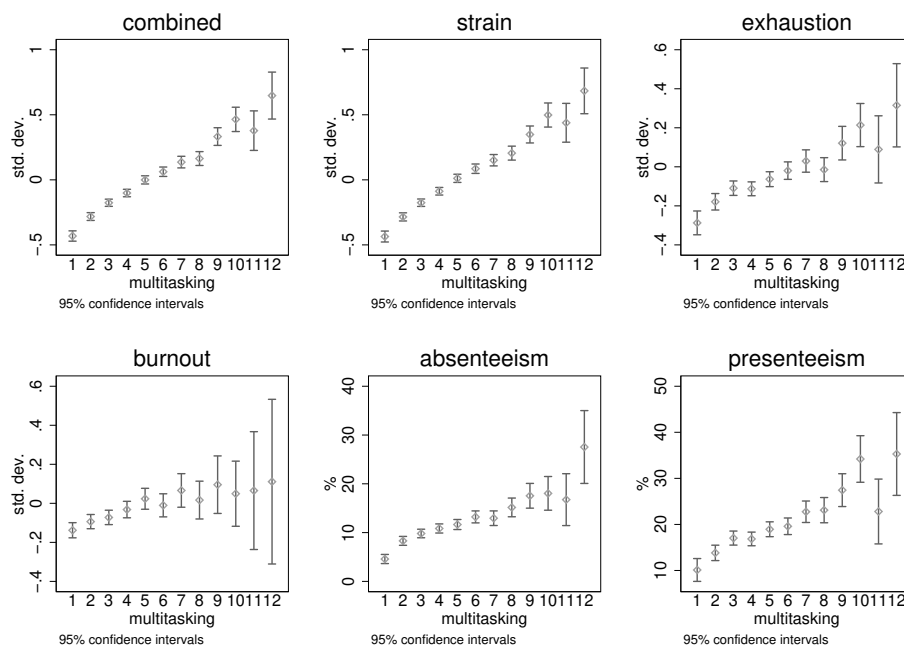 combined
1
.5
0
-.5
std. dev.
1 2 3 4 5 6 7 8 9 10 11 12
multitasking
95% confidence intervals
strain
1
.5
0
-.5
std. dev.
1 2 3 4 5 6 7 8 9 10 11 12
multitasking
95% confidence intervals
exhaustion
.6
.4
.2
0
-.2
-.4
std. dev.
1 2 3 4 5 6 7 8 9 10 11 12
multitasking
95% confidence intervals
burnout
.6
.4
.2
0
-.2
-.4
std. dev.
1 2 3 4 5 6 7 8 9 10 11 12
multitasking
95% confidence intervals
absenteeism
40
30
20
10
0
%
1 2 3 4 5 6 7 8 9 10 11 12
multitasking
95% confidence intervals
presenteeism
50
40
30
20
10
%
1 2 3 4 5 6 7 8 9 10 11 12
multitasking
95% confidence intervals